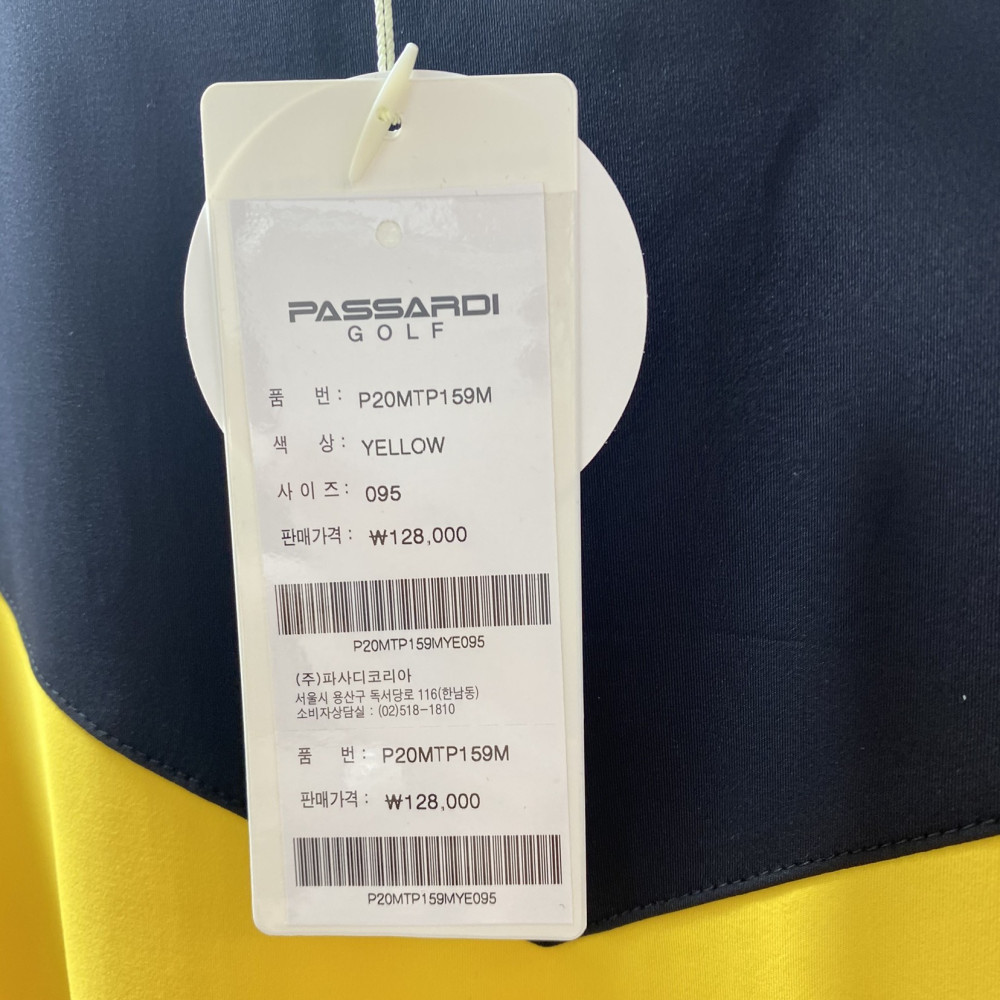 PASSARDI
GOLF
품 번 : P20MTP159M
색 상 : YELLOW
사 이 즈 : 095
판매가격 : ₩128,000
P20MTP159MYE095
(주)파사디코리아
서울시 용산구 독서당로 116(한남동)
소비자상담실 : (02)518-1810
품 번 : P20MTP159M
판매가격 : ₩128,000
P20MTP159MYE095